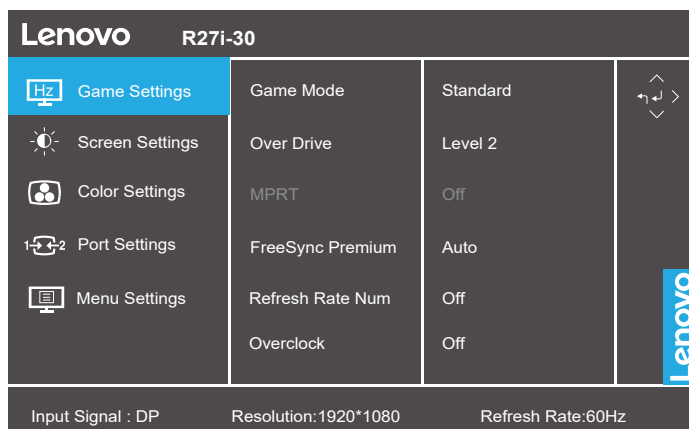 Lenovo R27i-30
Hz Game Settings Game Mode Standard
Screen Settings Over Drive Level 2
Color Settings MPRT Off
1 2 Port Settings FreeSync Premium Auto
Menu Settings Refresh Rate Num Off
Overclock Off
Lenovo
Input Signal : DP Resolution:1920*1080 Refresh Rate:60Hz